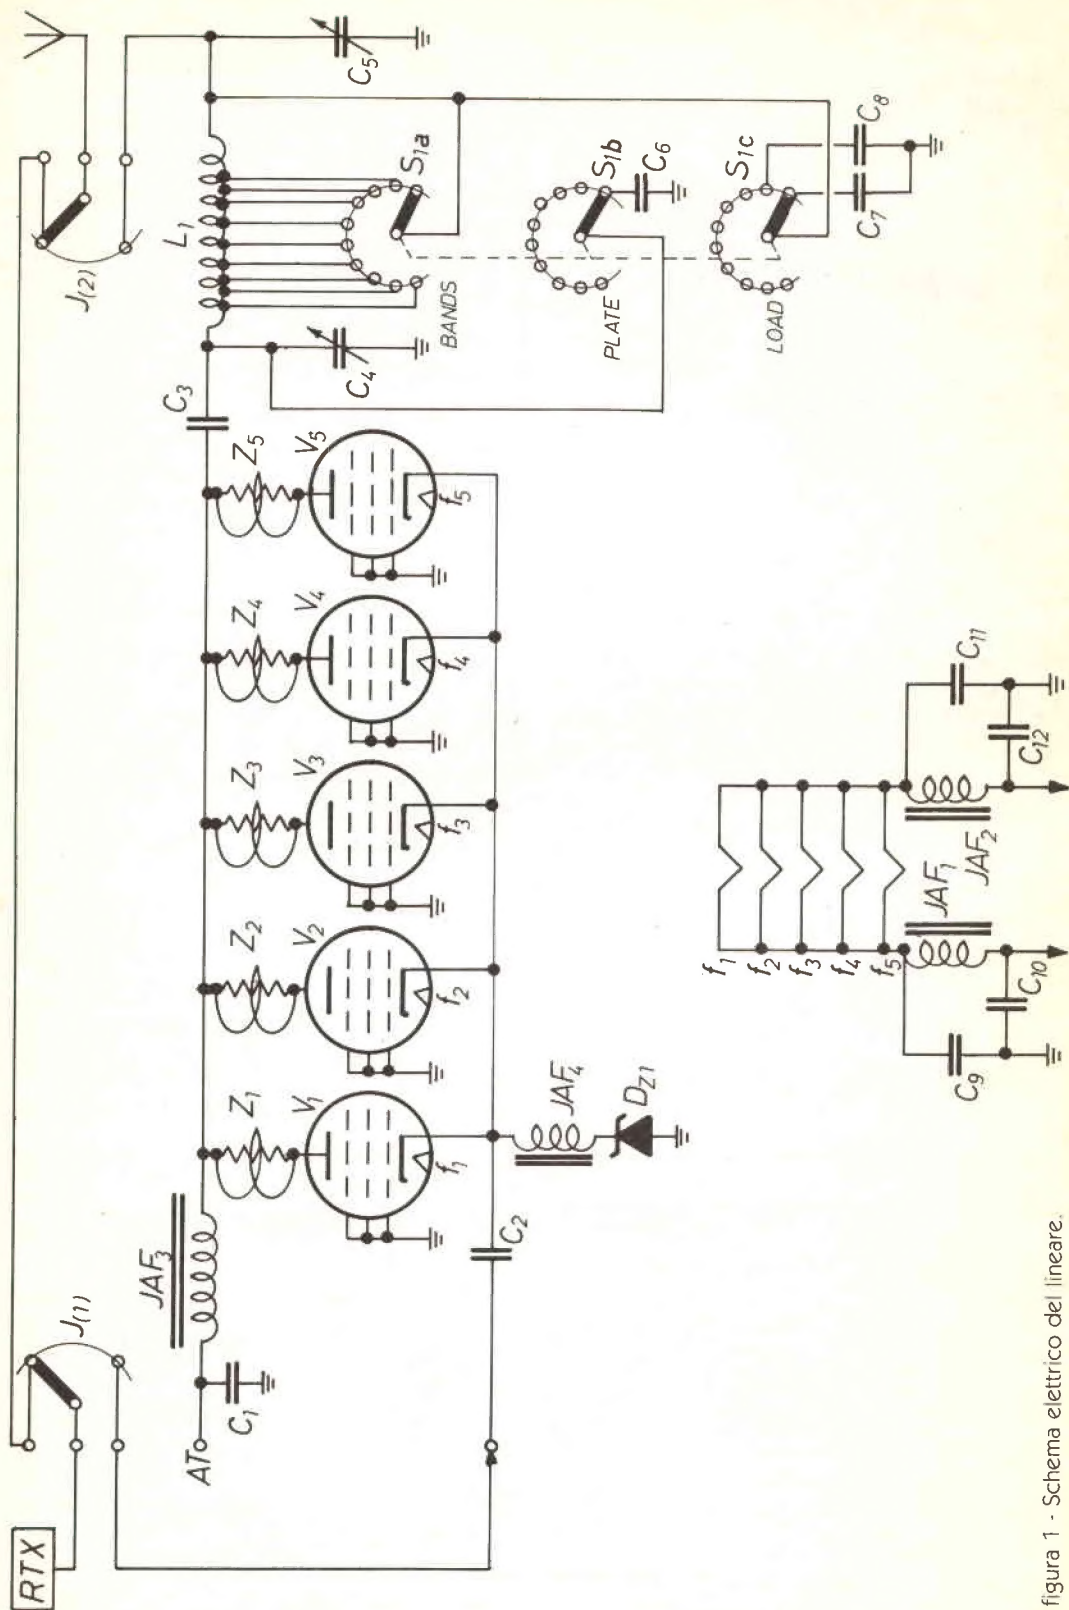 RTX
J(1)
J(2)
AT
C1
JAF3
Z1
Z2
Z3
Z4
Z5
V1
V2
V3
V4
V5
f1
f2
f3
f4
f5
C2
JAF4
DZ1
C3
C4
L1
C5
S1a
BANDS
S1b
PLATE
C6
S1c
LOAD
C7
C8
f1
f2
f3
f4
f5
JAF1
JAF2
C9
C10
C11
C12
figura 1 - Schema elettrico del lineare.